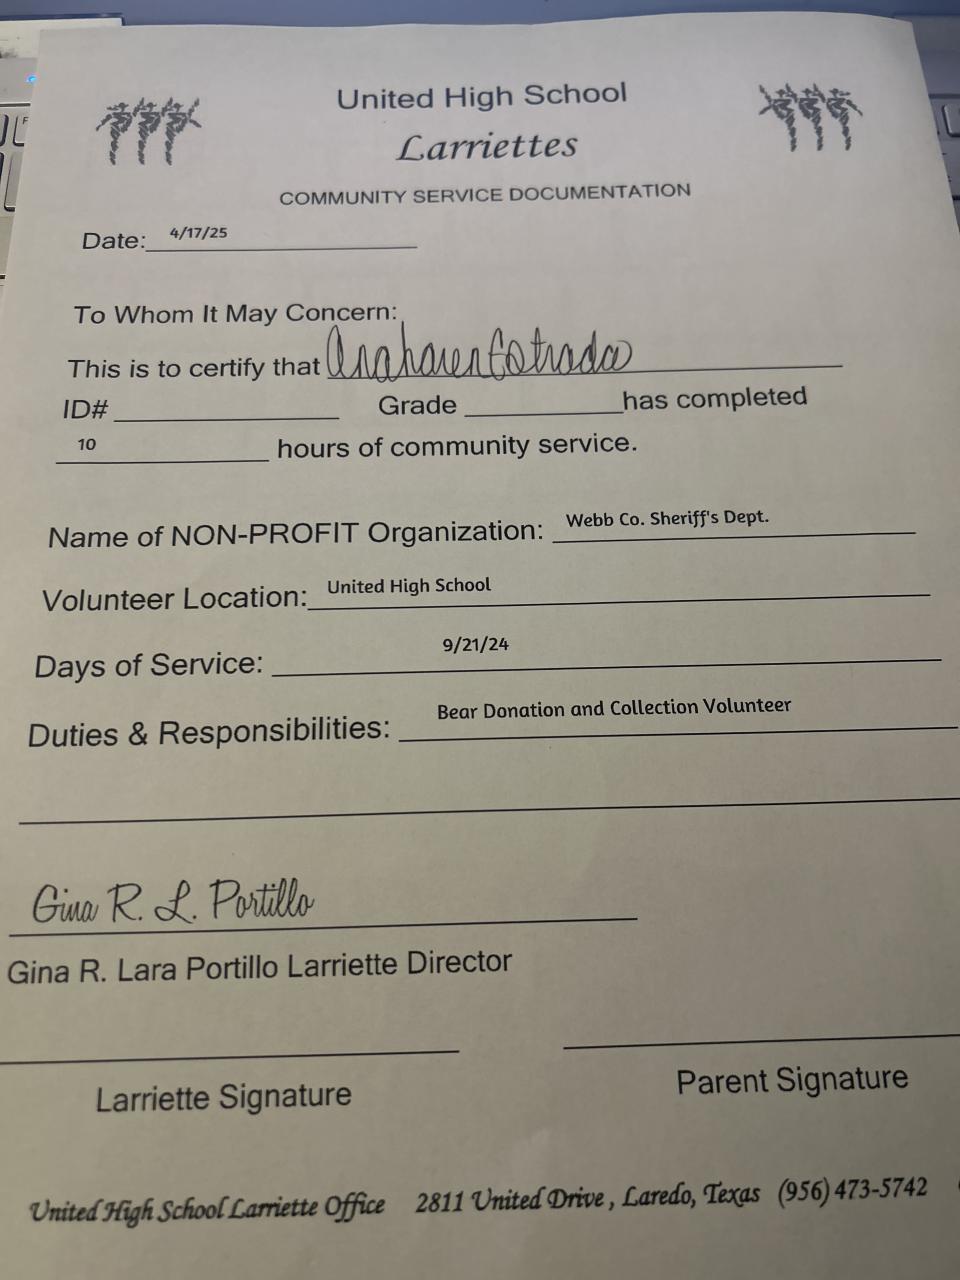 United High School
Larriettes
COMMUNITY SERVICE DOCUMENTATION
Date: 4/17/25
To Whom It May Concern:
This is to certify that Anaharen Estrada
ID# Grade has completed
10 hours of community service.
Name of NON-PROFIT Organization: Webb Co. Sheriff's Dept.
Volunteer Location: United High School
Days of Service: 9/21/24
Duties & Responsibilities: Bear Donation and Collection Volunteer
Gina R. L. Portillo
Gina R. Lara Portillo Larriette Director
Larriette Signature Parent Signature
United High School Larriette Office 2811 United Drive, Laredo, Texas (956) 473-5742